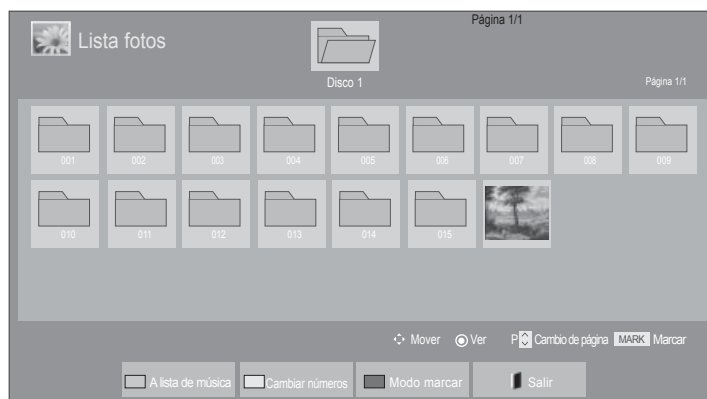 Página 1/1
Lista fotos
Disco 1
Página 1/1
001 002 003 004 005 006 007 008 009
010 011 012 013 014 015
Mover Ver P Cambio de página MARK Marcar
A lista de música Cambiar números Modo marcar Salir